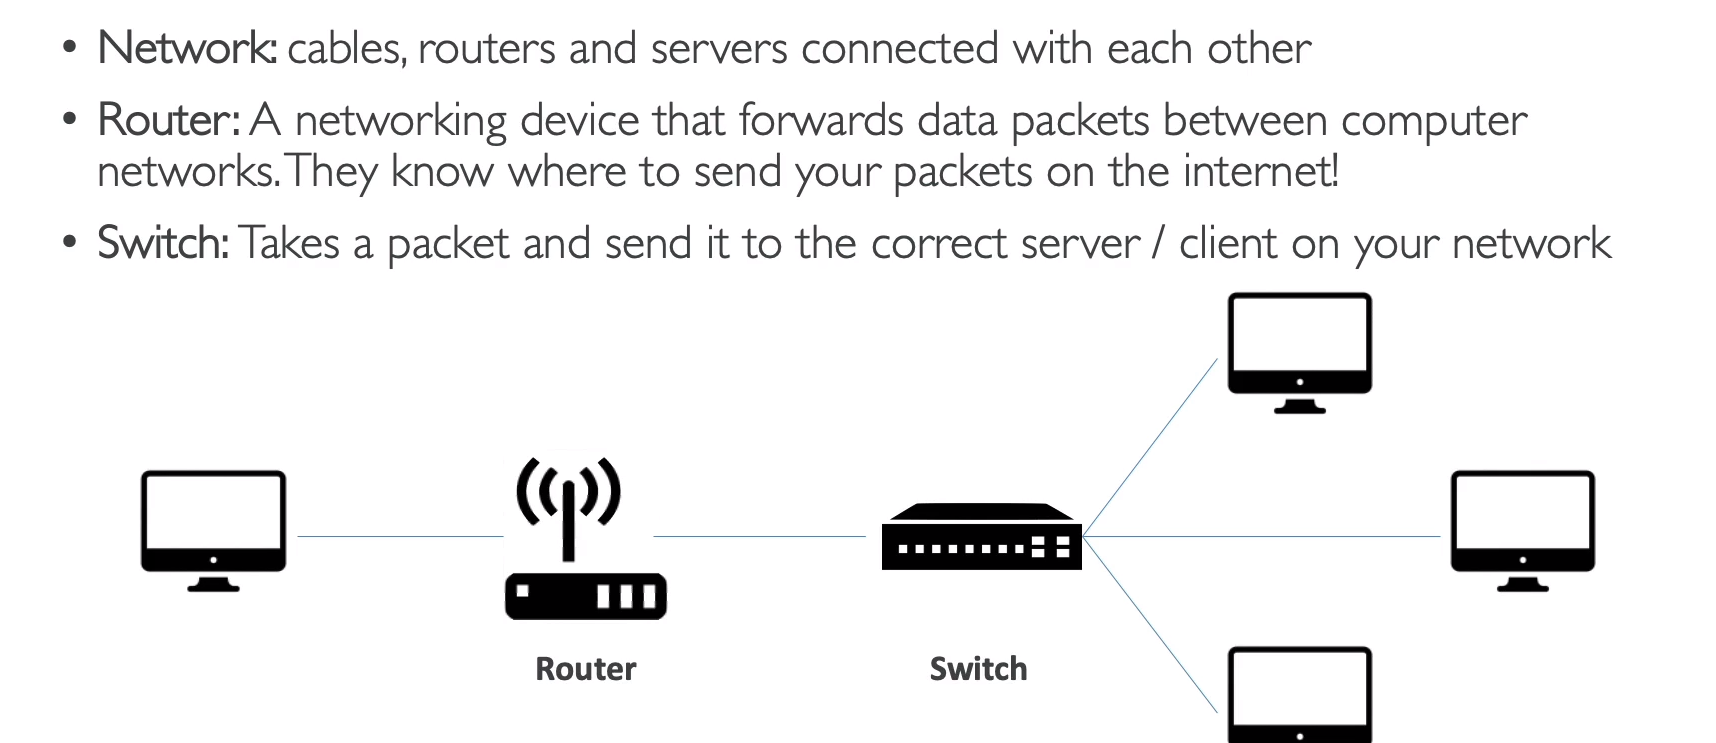 • Network: cables, routers and servers connected with each other
• Router: A networking device that forwards data packets between computer
networks. They know where to send your packets on the internet!
• Switch: Takes a packet and send it to the correct server / client on your network
Router
Switch